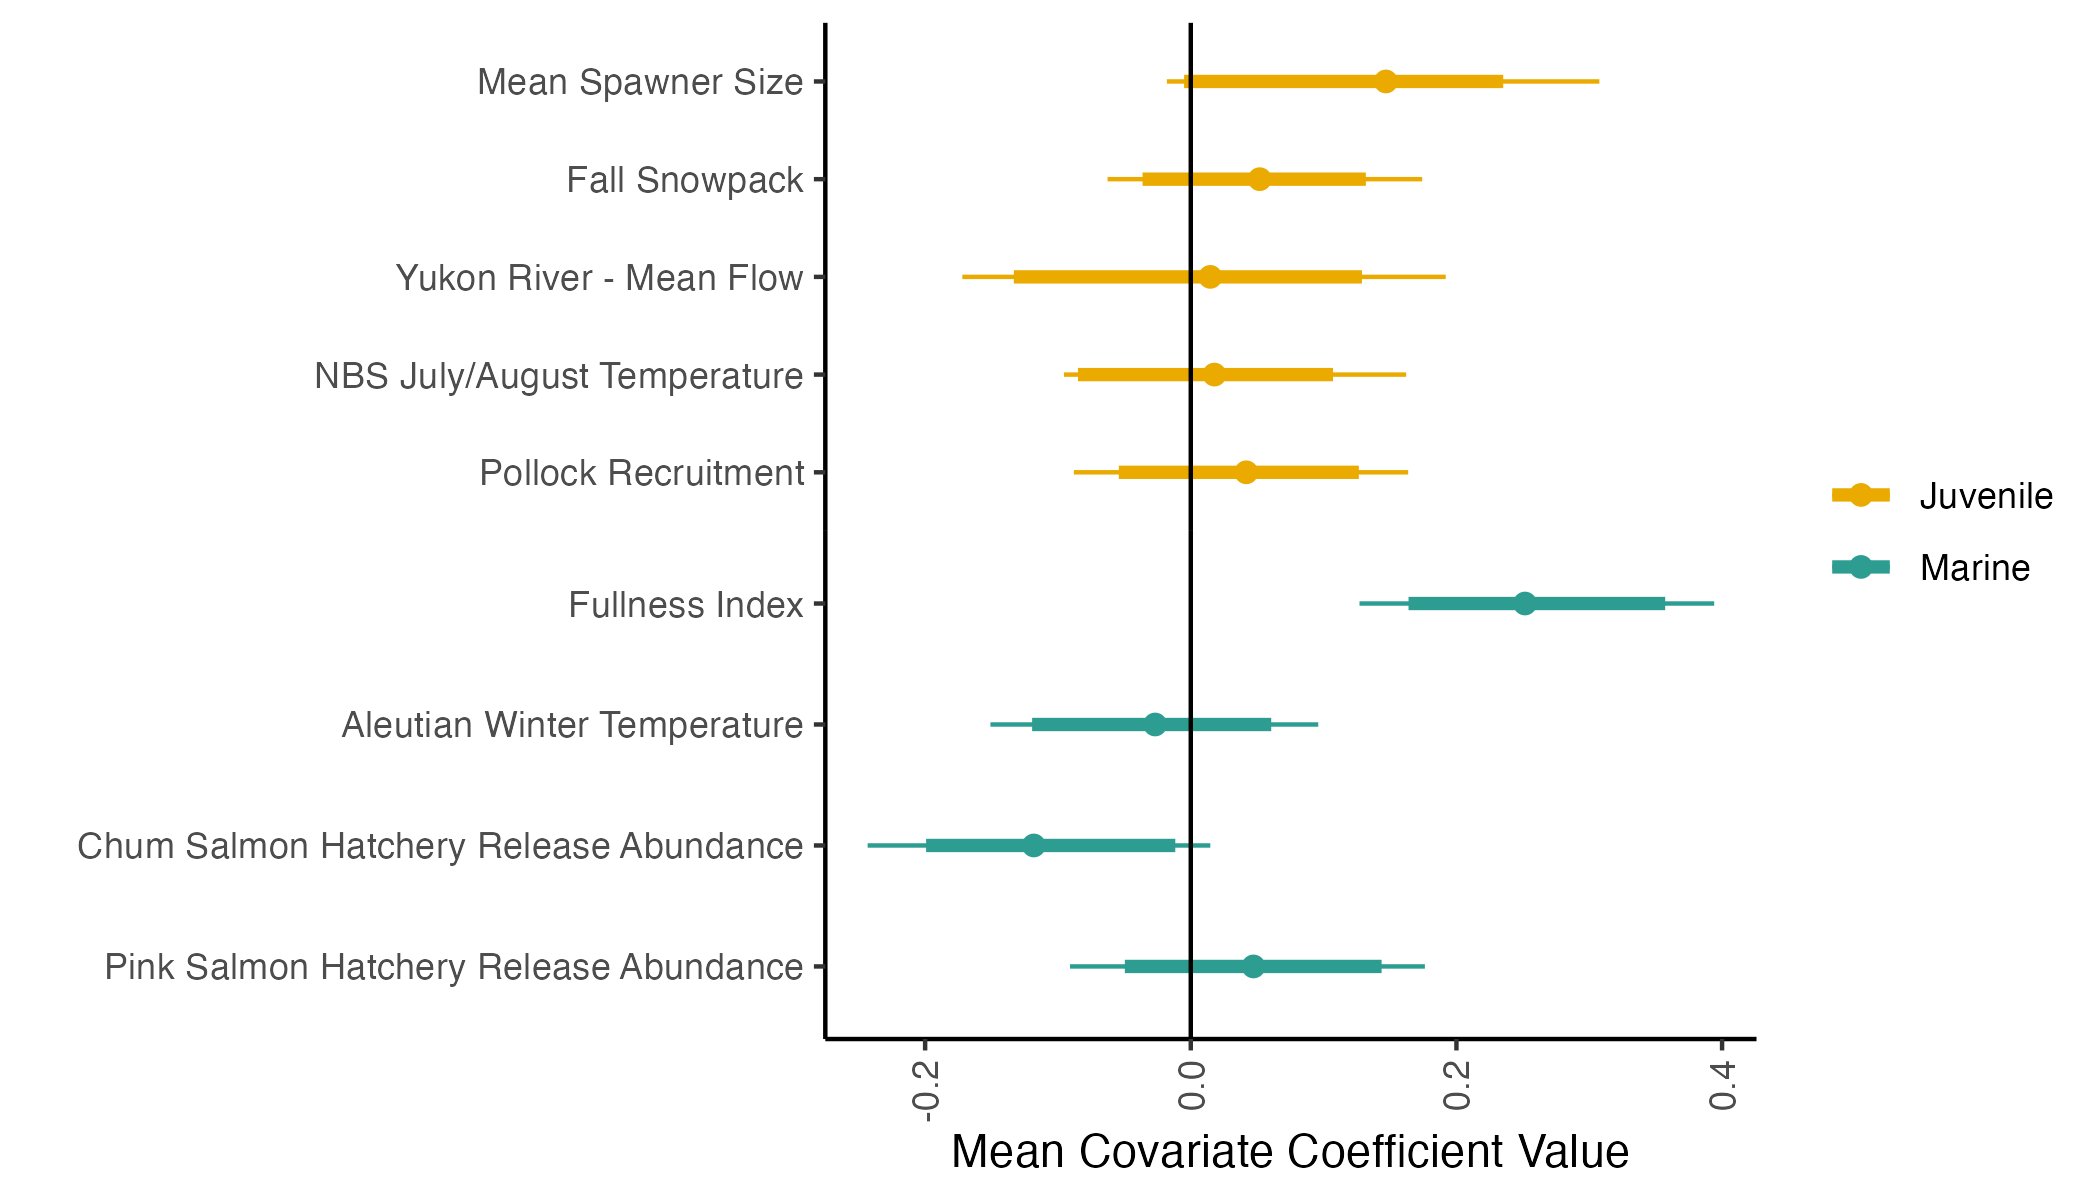 Mean Spawner Size
Fall Snowpack
Yukon River - Mean Flow
NBS July/August Temperature
Pollock Recruitment
Fullness Index
Aleutian Winter Temperature
Chum Salmon Hatchery Release Abundance
Pink Salmon Hatchery Release Abundance
-0.2
0.0
0.2
0.4
Mean Covariate Coefficient Value
Juvenile
Marine